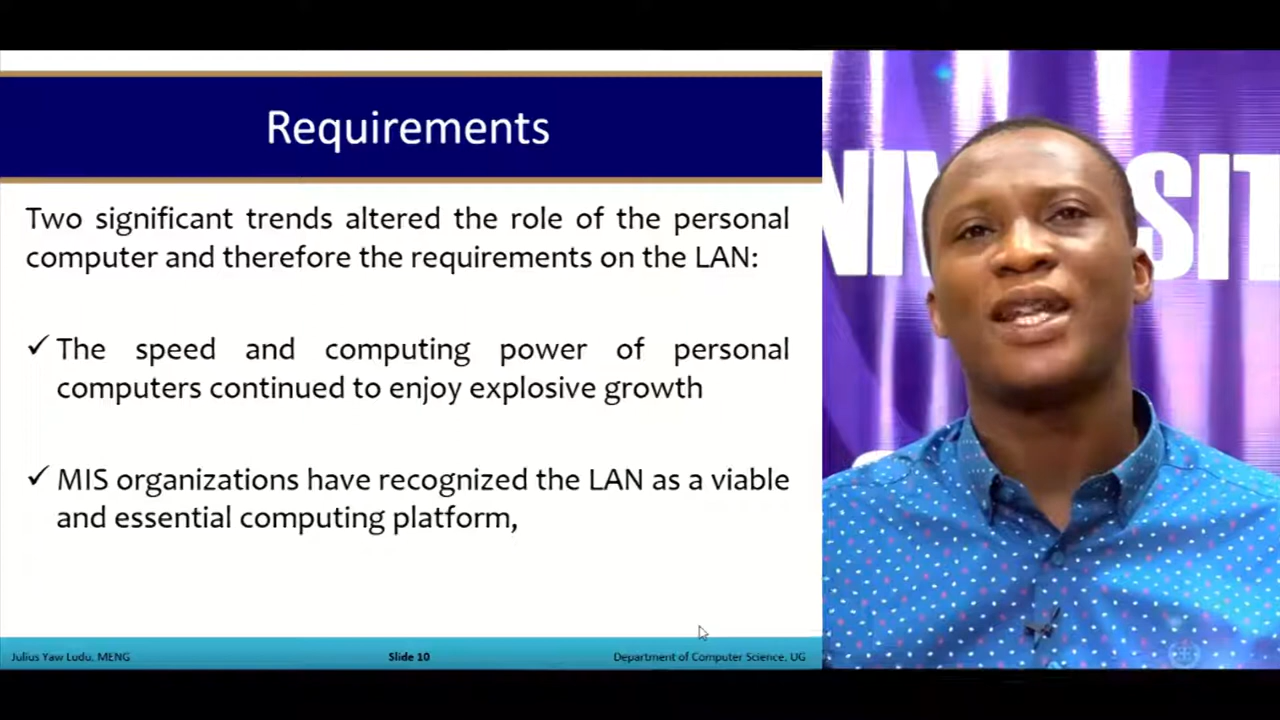 Requirements
Two significant trends altered the role of the personal
computer and therefore the requirements on the LAN:
✓ The speed and computing power of personal
computers continued to enjoy explosive growth
✓ MIS organizations have recognized the LAN as a viable
and essential computing platform,
Julius Yaw Ludu, MENG
Slide 10
Department of Computer Science, UG